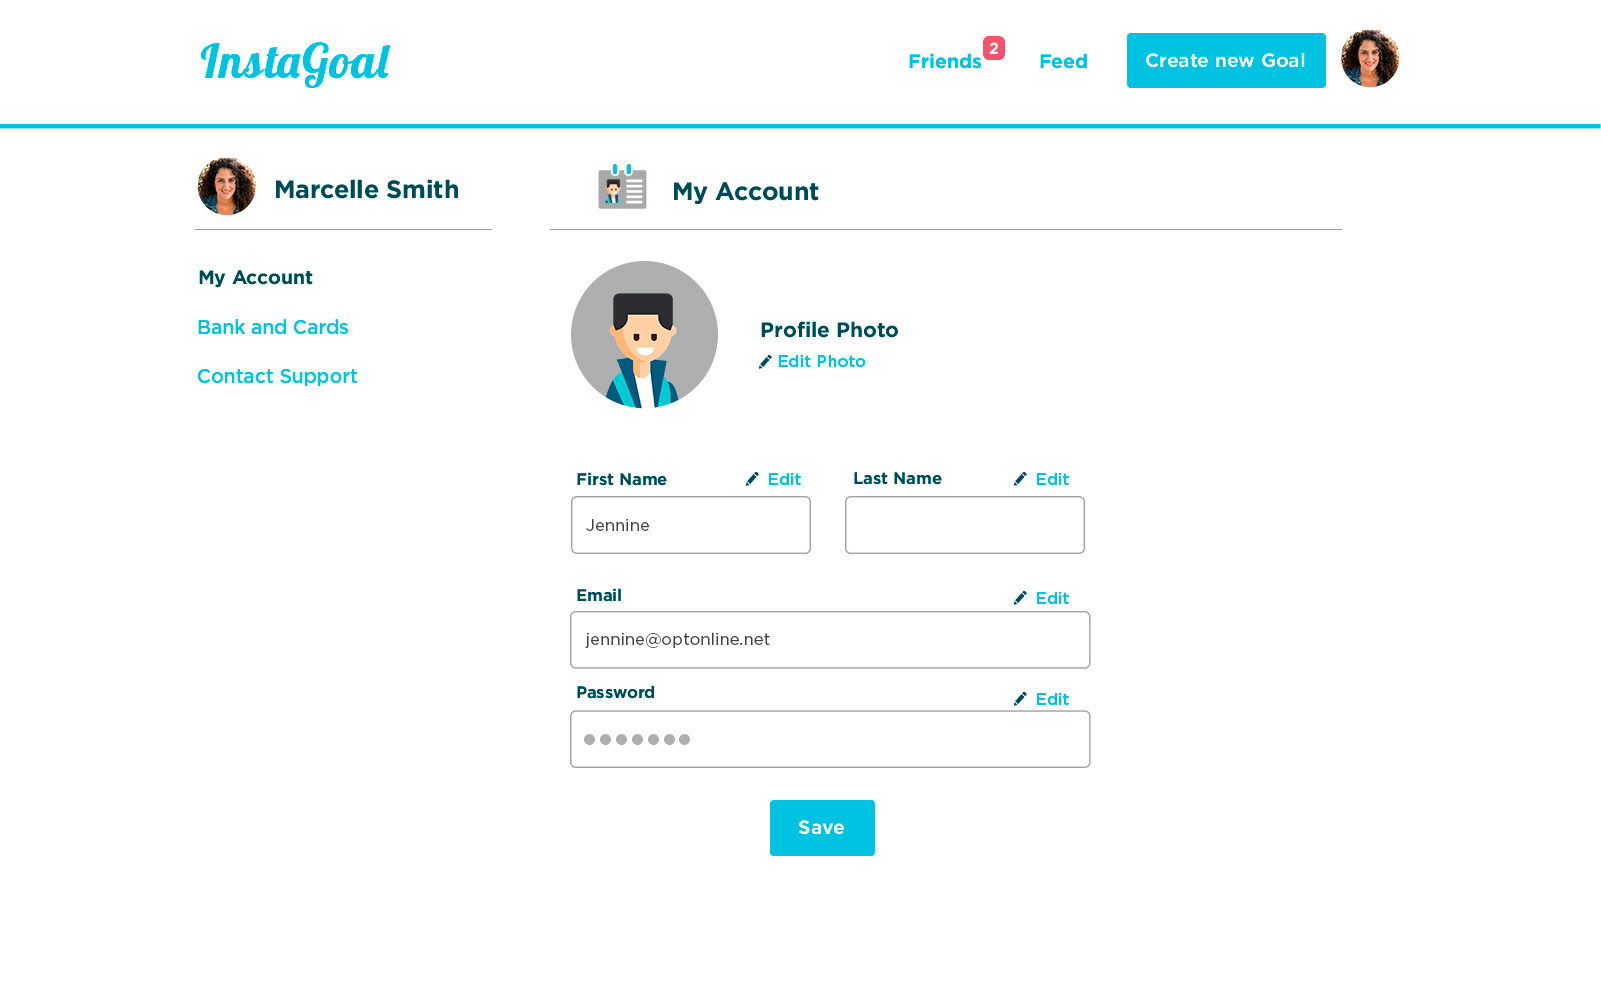 InstaGoal
Friends 2 Feed Create new Goal
Marcelle Smith
My Account
My Account
Bank and Cards
Contact Support
Profile Photo
Edit Photo
First Name Edit
Last Name Edit
Jennine
Email Edit
jennine@optonline.net
Password Edit
Save